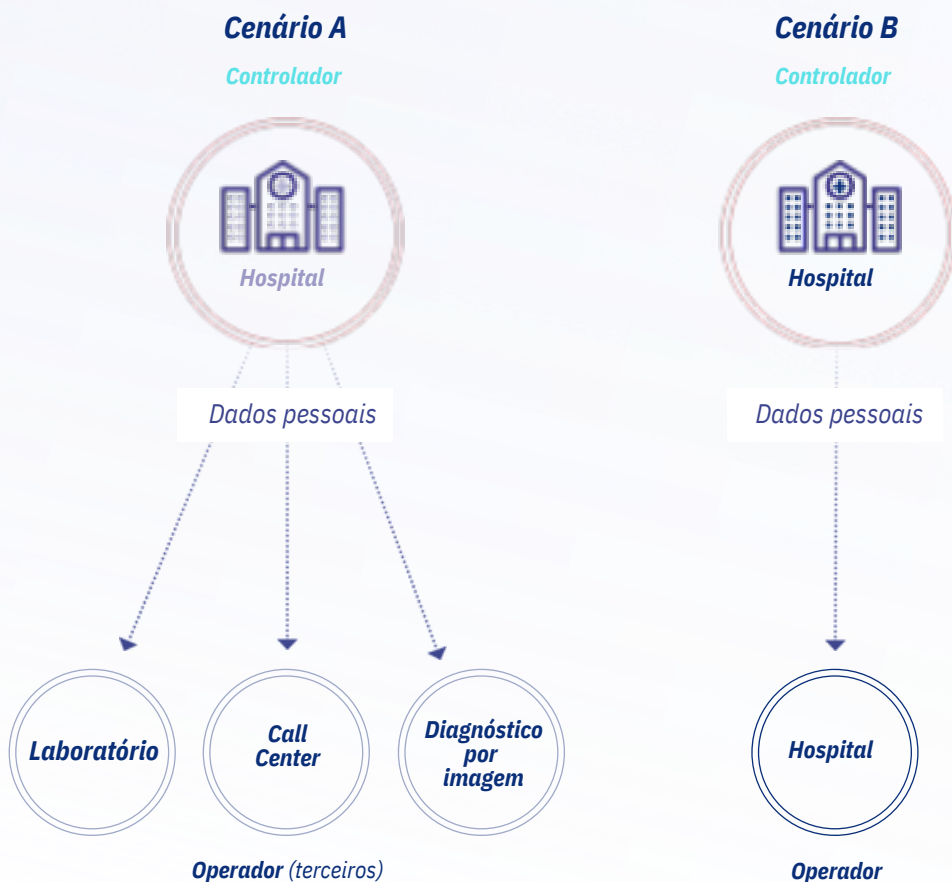 Cenário A
Controlador
Hospital
Dados pessoais
Laboratório
Call
Center
Diagnóstico
por
imagem
Operador (terceiros)
Cenário B
Controlador
Hospital
Dados pessoais
Hospital
Operador